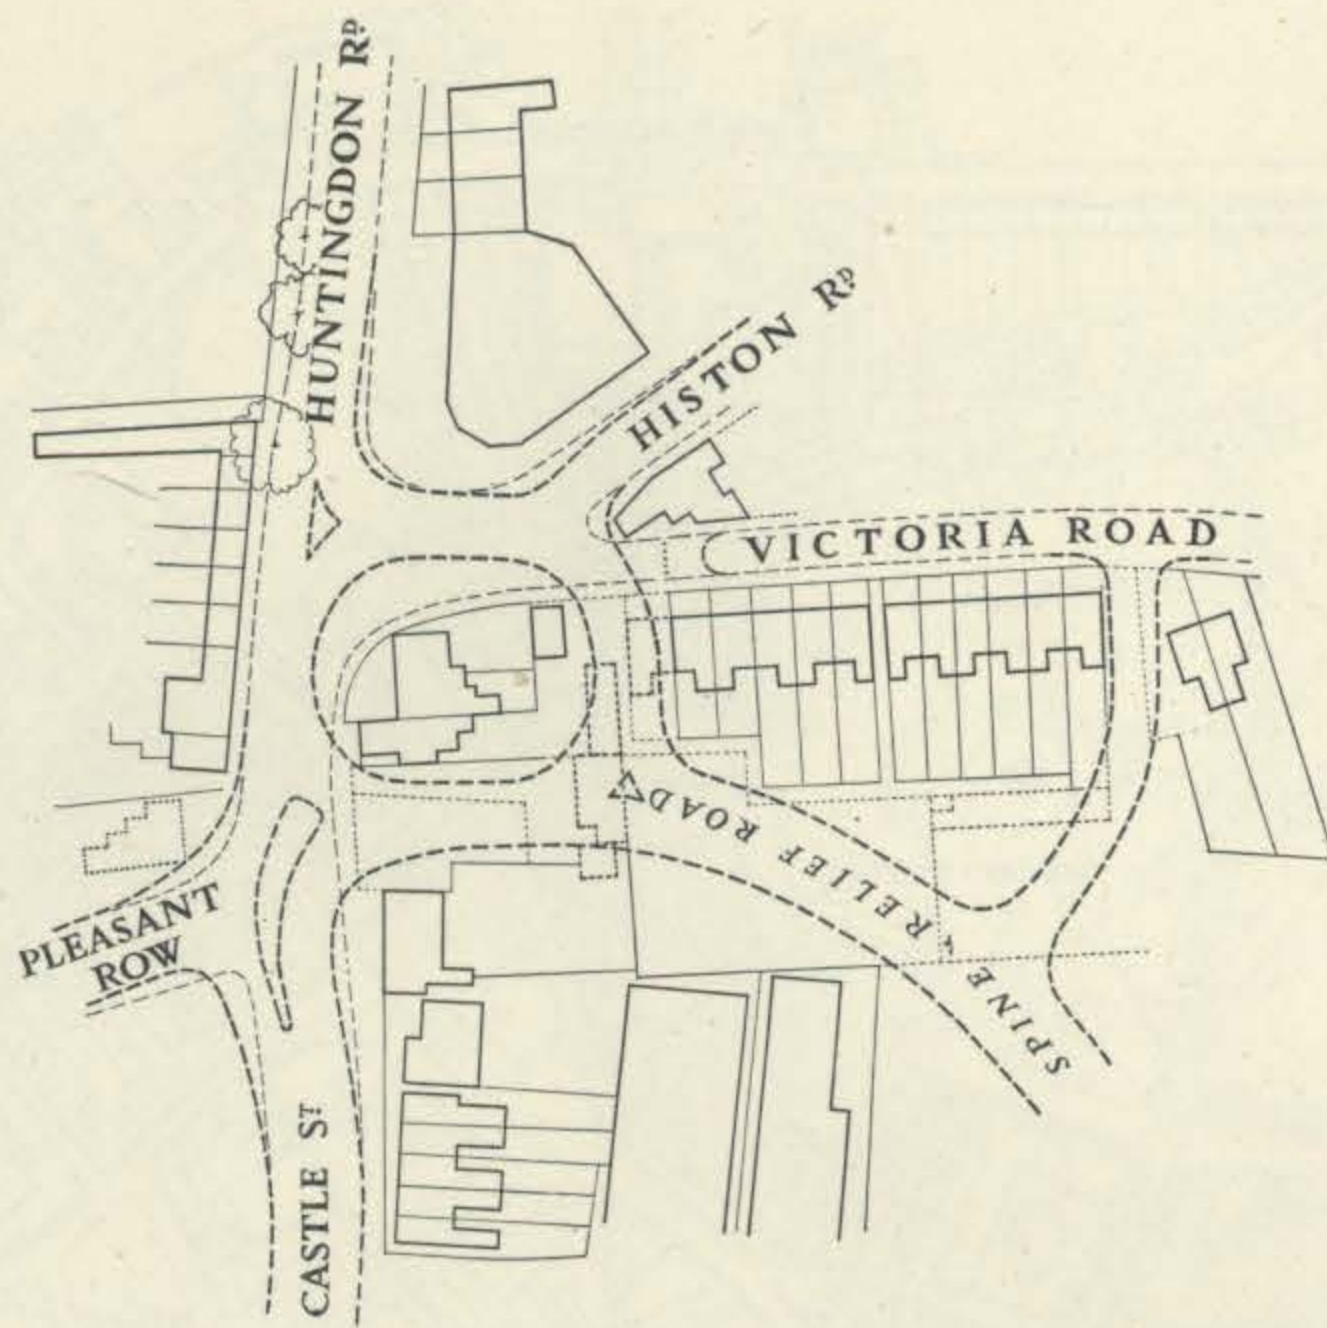 HUNTINGDON RD.
HISTON RD.
VICTORIA ROAD
SPINE RELIEF ROAD
PLEASANT
ROW
CASTLE ST.